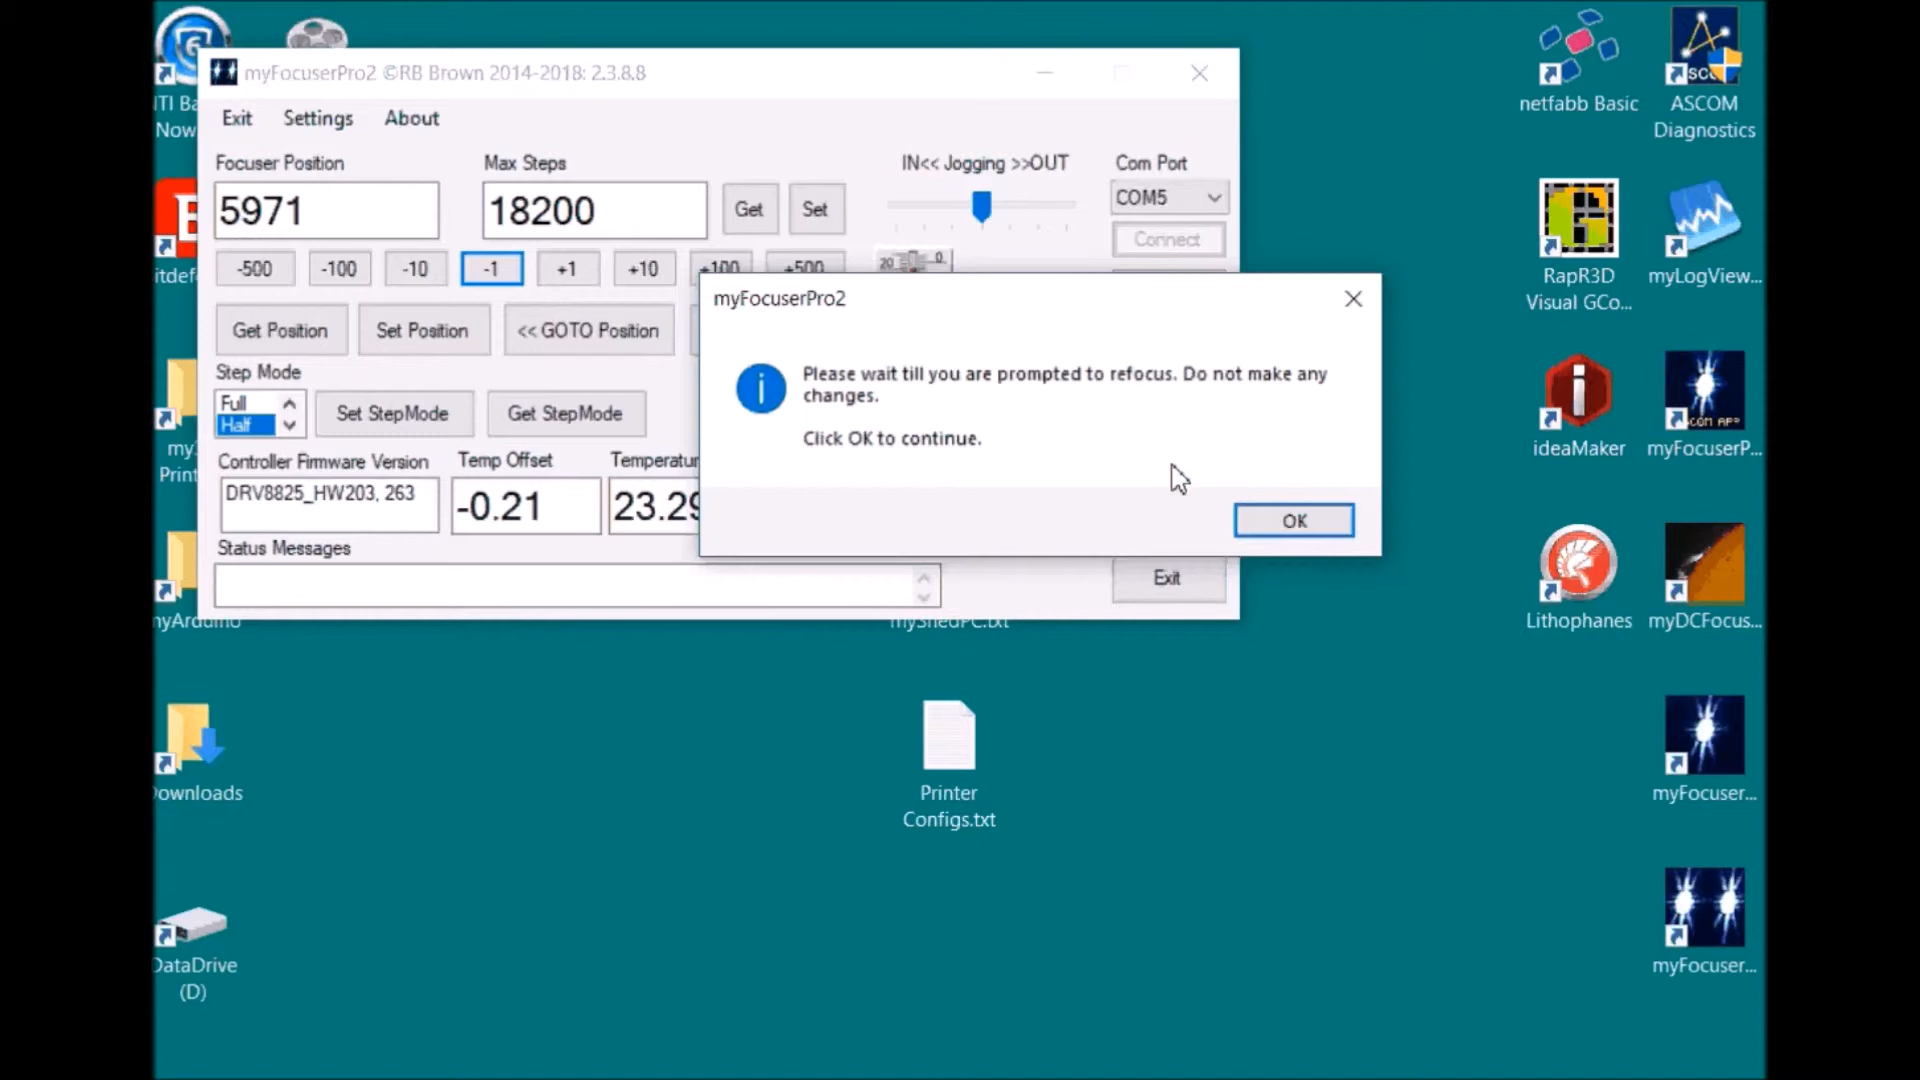 myFocuserPro2 ©RB Brown 2014-2018: 2.3.8.8
Exit Settings About
Focuser Position Max Steps IN<< Jogging >>OUT Com Port
5971 18200 Get Set COM5
Connect
-500 -100 -10 -1 +1 +10 +100 +500 20 0
Get Position Set Position << GOTO Position
Step Mode
Full
Half
Set StepMode Get StepMode
Controller Firmware Version Temp Offset
DRV8825_HW203, 263 -0.21 23.29
Status Messages
Exit
myFocuserPro2
Please wait till you are prompted to refocus. Do not make any
changes.
Click OK to continue.
OK
Now
my
Print
myArduino
Downloads
DataDrive
(D)
myShedPC.txt
Printer
Configs.txt
netfabb Basic
ASCOM
Diagnostics
RapR3D
Visual GCo...
myLogView...
ideaMaker
myFocuserP...
Lithophanes
myDCFocus...
myFocuser...
myFocuser...